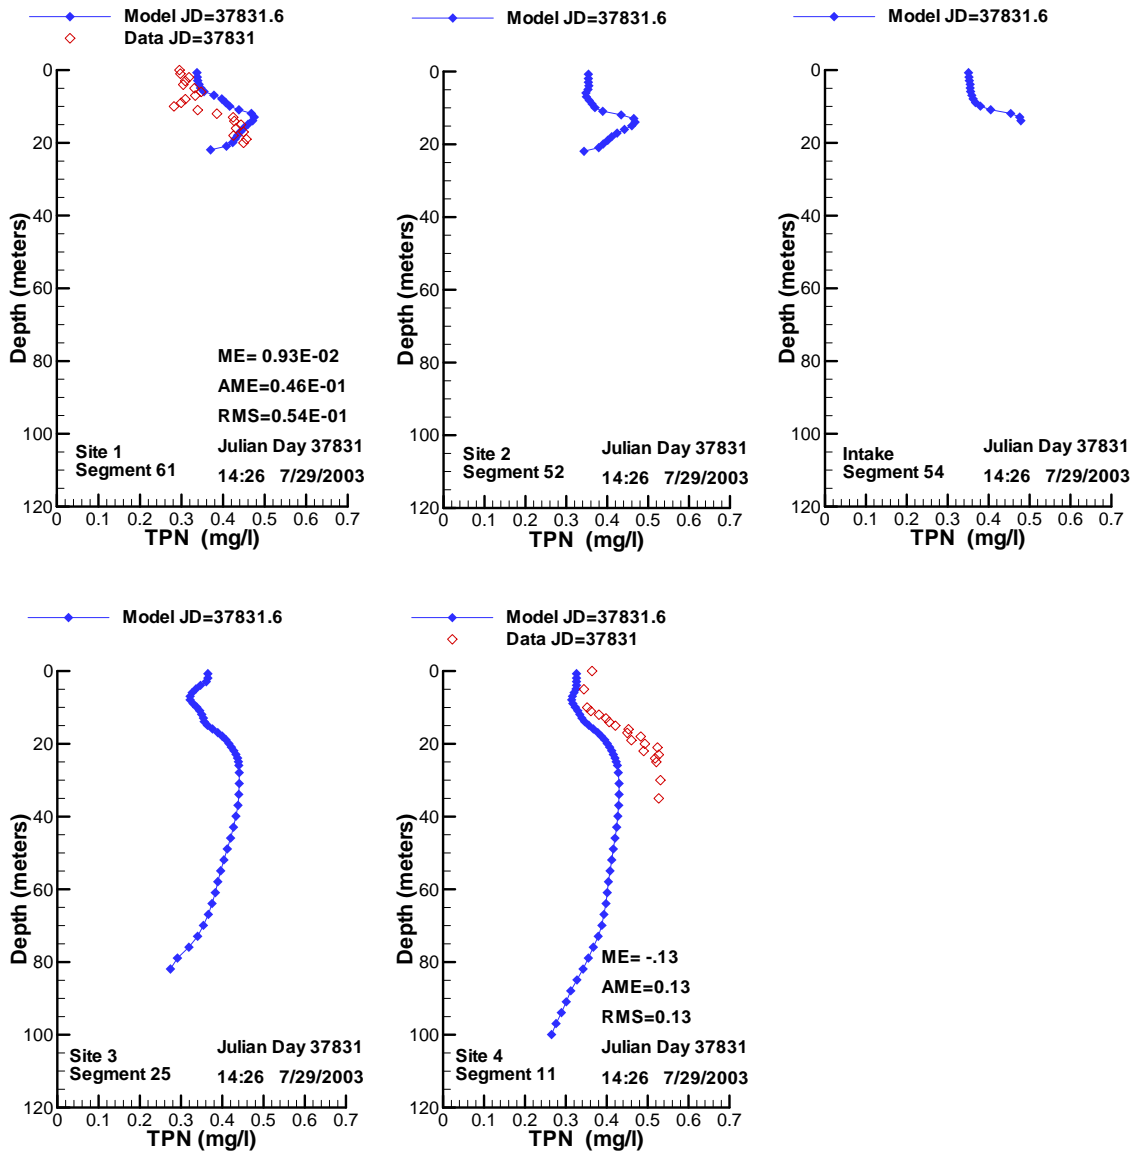 Model JD=37831.6
Data JD=37831
0
20
40
60
80
100
120
Depth (meters)
ME= 0.93E-02
AME=0.46E-01
RMS=0.54E-01
Site 1
Segment 61
Julian Day 37831
14:26 7/29/2003
0 0.1 0.2 0.3 0.4 0.5 0.6 0.7
TPN (mg/l)
Model JD=37831.6
0
20
40
60
80
100
120
Depth (meters)
Site 2
Segment 52
Julian Day 37831
14:26 7/29/2003
0 0.1 0.2 0.3 0.4 0.5 0.6 0.7
TPN (mg/l)
Model JD=37831.6
0
20
40
60
80
100
120
Depth (meters)
Intake
Segment 54
Julian Day 37831
14:26 7/29/2003
0 0.1 0.2 0.3 0.4 0.5 0.6 0.7
TPN (mg/l)
Model JD=37831.6
0
20
40
60
80
100
120
Depth (meters)
Site 3
Segment 25
Julian Day 37831
14:26 7/29/2003
0 0.1 0.2 0.3 0.4 0.5 0.6 0.7
TPN (mg/l)
Model JD=37831.6
Data JD=37831
0
20
40
60
80
100
120
Depth (meters)
ME= -.13
AME=0.13
RMS=0.13
Site 4
Segment 11
Julian Day 37831
14:26 7/29/2003
0 0.1 0.2 0.3 0.4 0.5 0.6 0.7
TPN (mg/l)